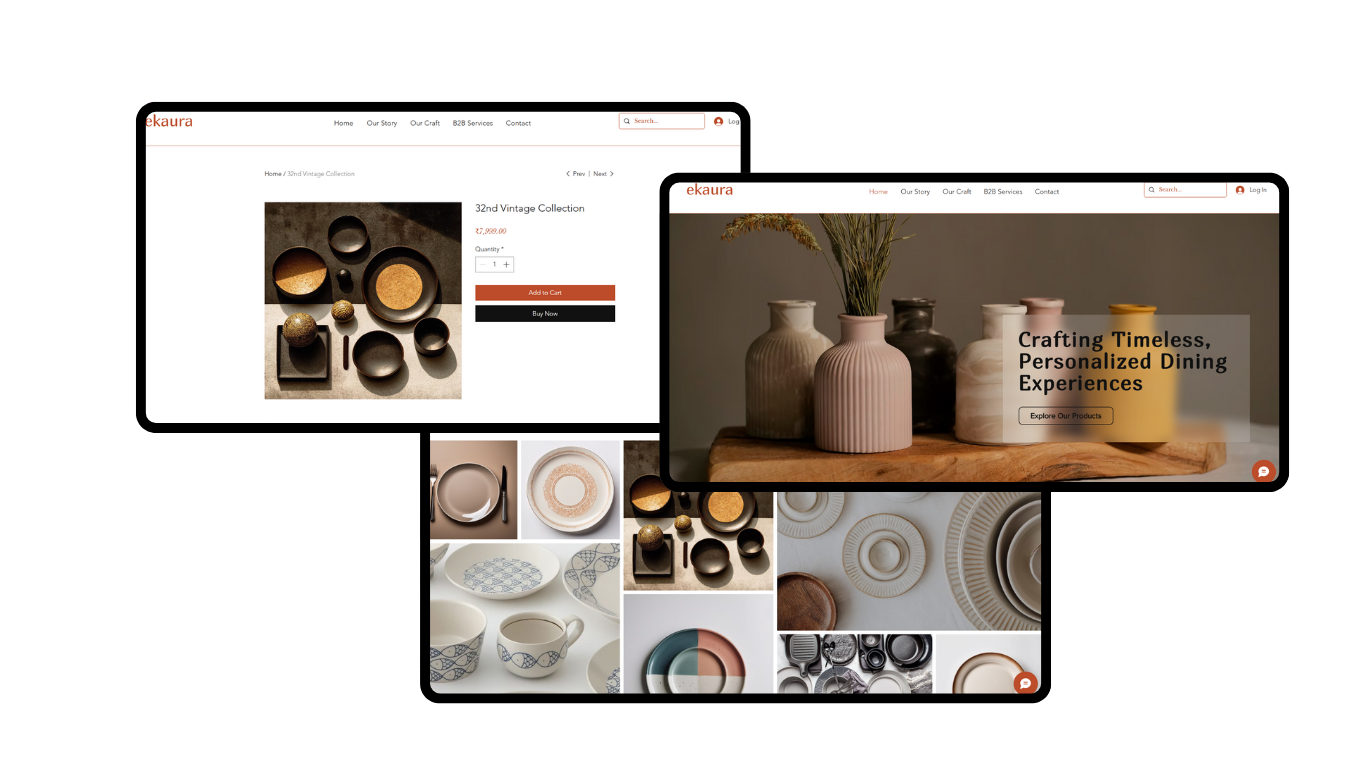 ekaura
Home Our Story Our Craft B2B Services Contact
Search...
Log
Home / 32nd Vintage Collection
Prev | Next
32nd Vintage Collection
₹7,999.00
Quantity *
1
Add to Cart
Buy Now
ekaura
Home Our Story Our Craft B2B Services Contact
Search...
Log In
Crafting Timeless,
Personalized Dining
Experiences
Explore Our Products